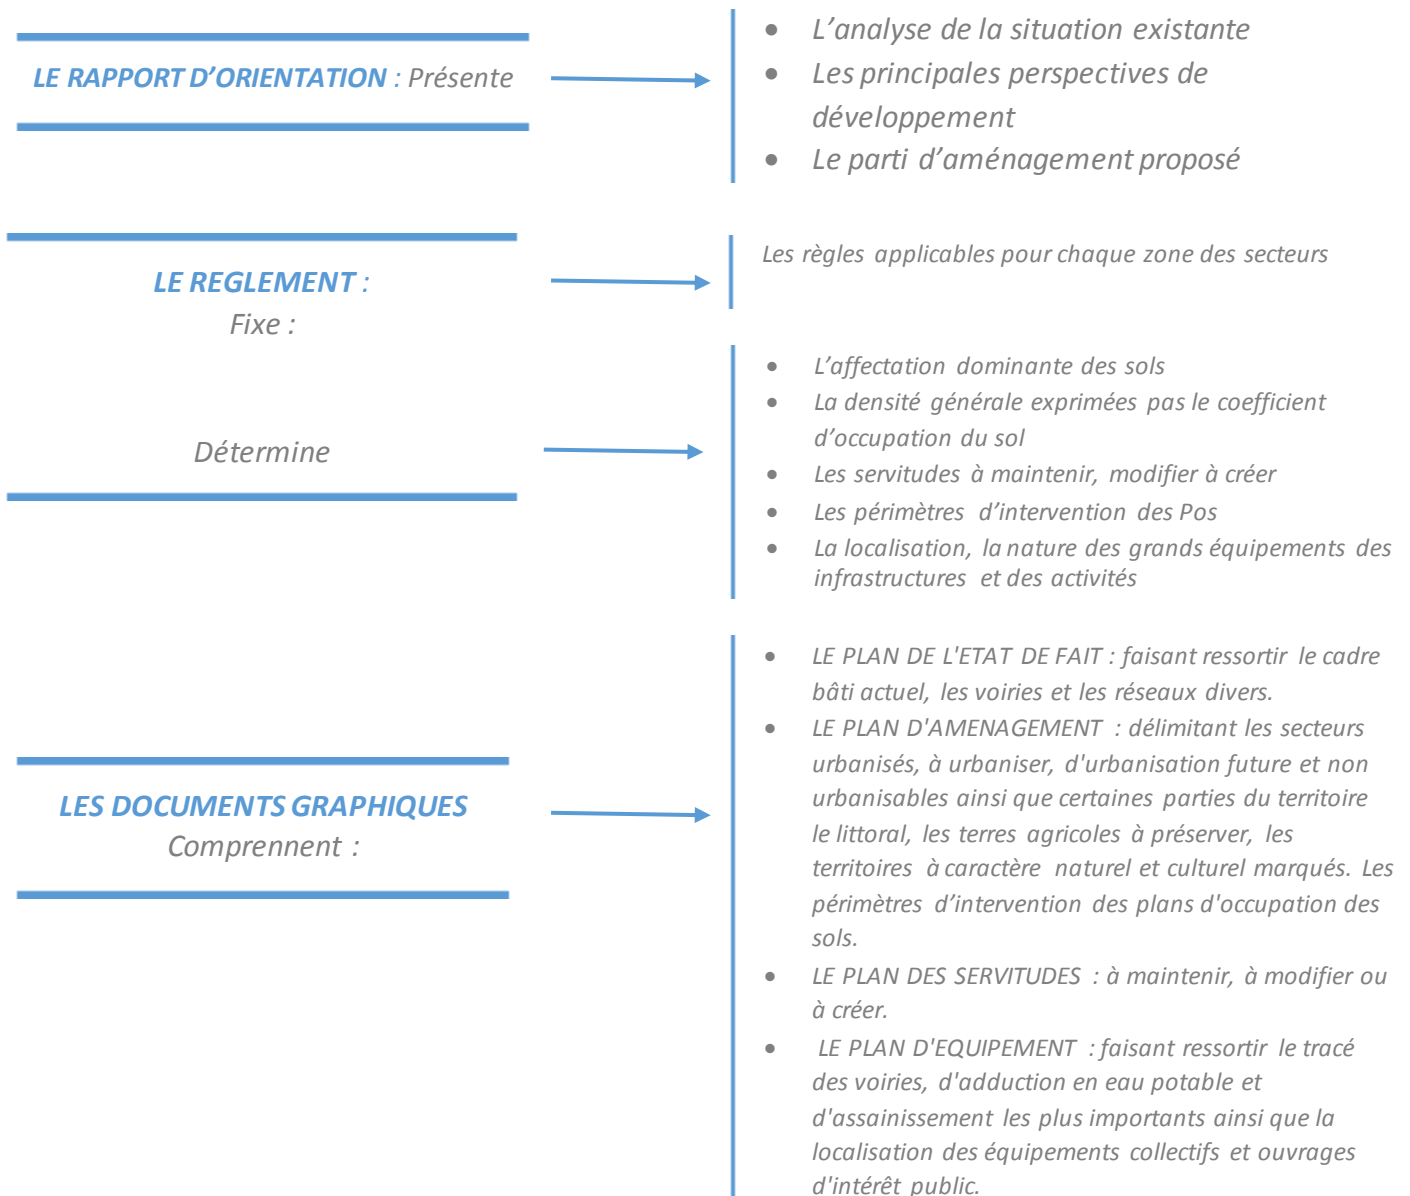 LE RAPPORT D’ORIENTATION : Présente
• L’analyse de la situation existante
• Les principales perspectives de
développement
• Le parti d’aménagement proposé
LE REGLEMENT :
Fixe :
Les règles applicables pour chaque zone des secteurs
Détermine
• L’affectation dominante des sols
• La densité générale exprimées pas le coefficient
d’occupation du sol
• Les servitudes à maintenir, modifier à créer
• Les périmètres d’intervention des Pos
• La localisation, la nature des grands équipements des
infrastructures et des activités
LES DOCUMENTS GRAPHIQUES
Comprennent :
• LE PLAN DE L'ETAT DE FAIT : faisant ressortir le cadre
bâti actuel, les voiries et les réseaux divers.
• LE PLAN D'AMENAGEMENT : délimitant les secteurs
urbanisés, à urbaniser, d'urbanisation future et non
urbanisables ainsi que certaines parties du territoire
le littoral, les terres agricoles à préserver, les
territoires à caractère naturel et culturel marqués. Les
périmètres d’intervention des plans d'occupation des
sols.
• LE PLAN DES SERVITUDES : à maintenir, à modifier ou
à créer.
• LE PLAN D'EQUIPEMENT : faisant ressortir le tracé
des voiries, d'adduction en eau potable et
d'assainissement les plus importants ainsi que la
localisation des équipements collectifs et ouvrages
d'intérêt public.